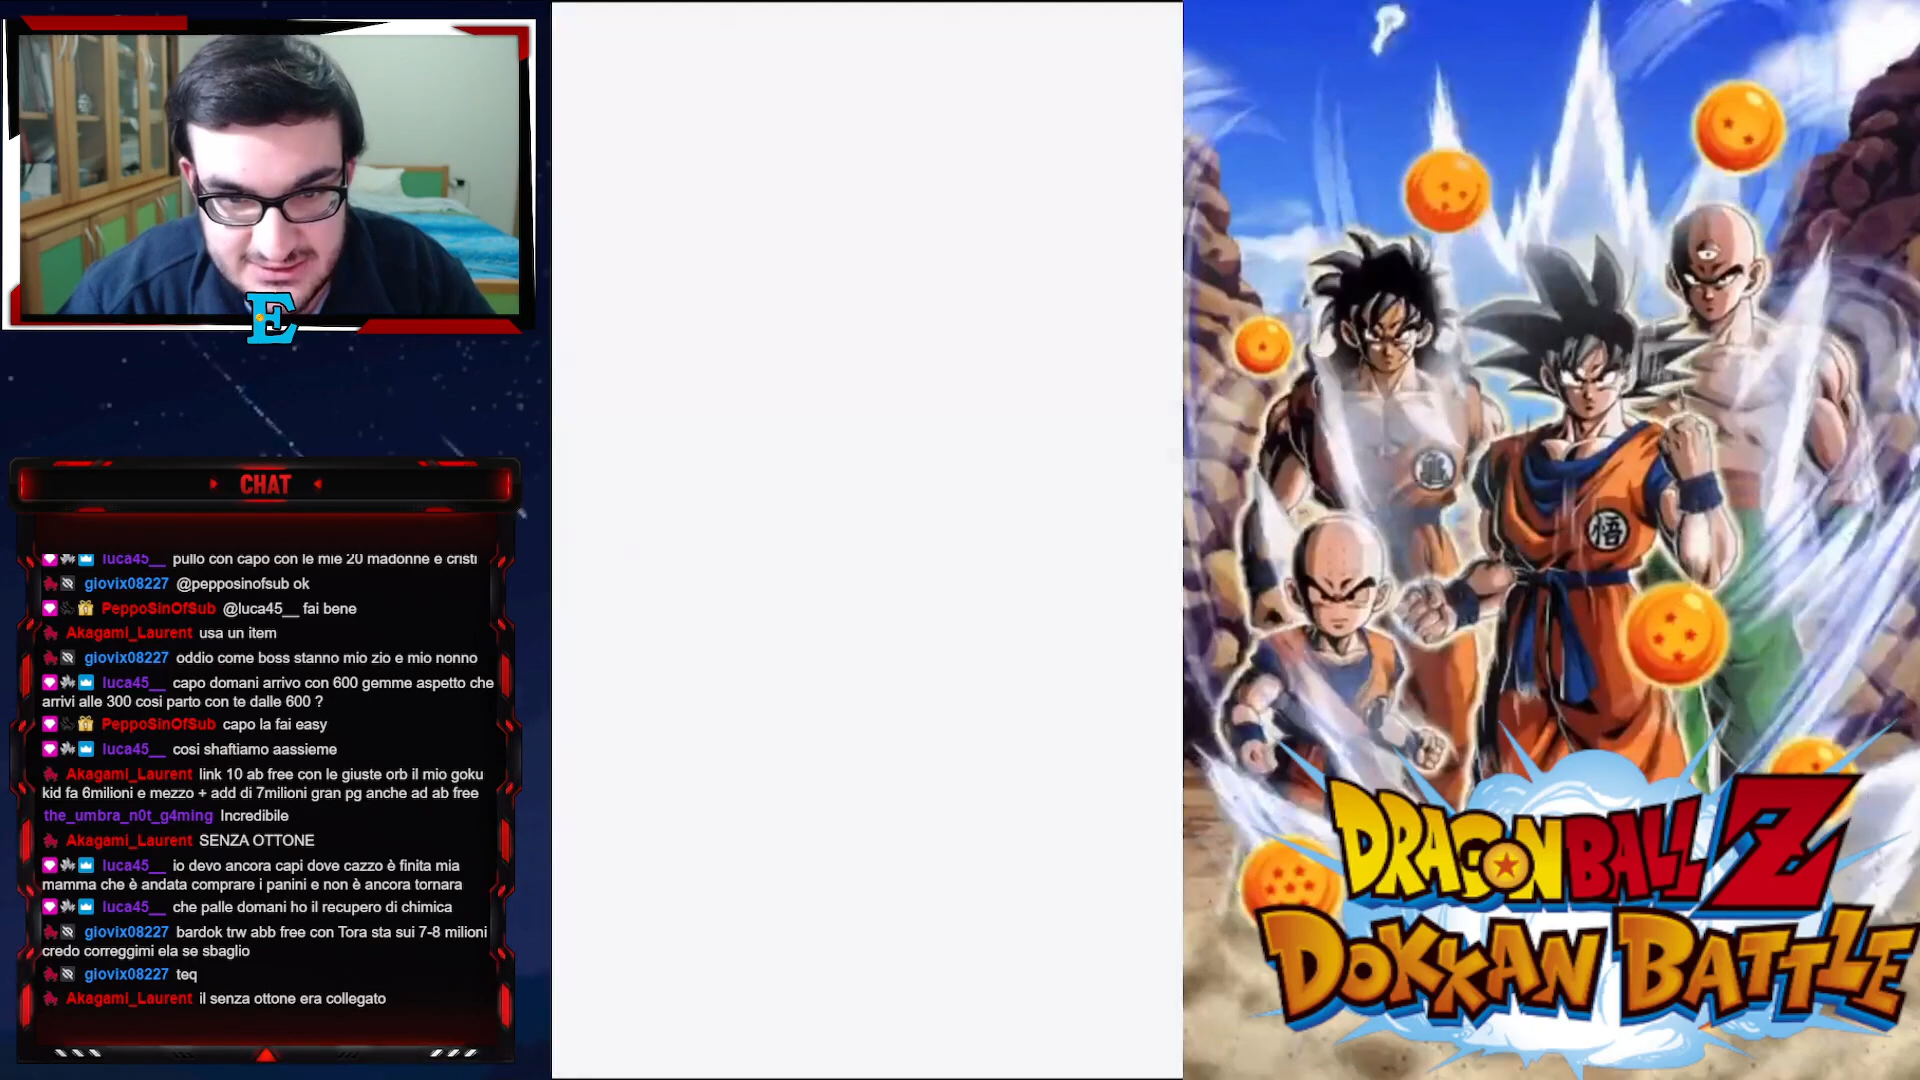 E
CHAT
luca45__ pullo con capo con le mie 20 madonne e cristi
giovix08227 @pepposinofsub ok
PeppoSinOfSub @luca45__ fai bene
Akagami_Laurent usa un item
giovix08227 oddio come boss stanno mio zio e mio nonno
luca45__ capo domani arrivo con 600 gemme aspetto che
arrivi alle 300 cosi parto con te dalle 600 ?
PeppoSinOfSub capo la fai easy
luca45__ cosi shaftiamo aassieme
Akagami_Laurent link 10 ab free con le giuste orb il mio goku
kid fa 6milioni e mezzo + add di 7milioni gran pg anche ad ab free
the_umbra_n0t_g4ming Incredibile
Akagami_Laurent SENZA OTTONE
luca45__ io devo ancora capi dove cazzo è finita mia
mamma che è andata comprare i panini e non è ancora tornara
luca45__ che palle domani ho il recupero di chimica
giovix08227 bardok trw abb free con Tora sta sui 7-8 milioni
credo correggimi ela se sbaglio
giovix08227 teq
Akagami_Laurent il senza ottone era collegato
悟
DRAGON BALL Z
DOKKAN BATTLE